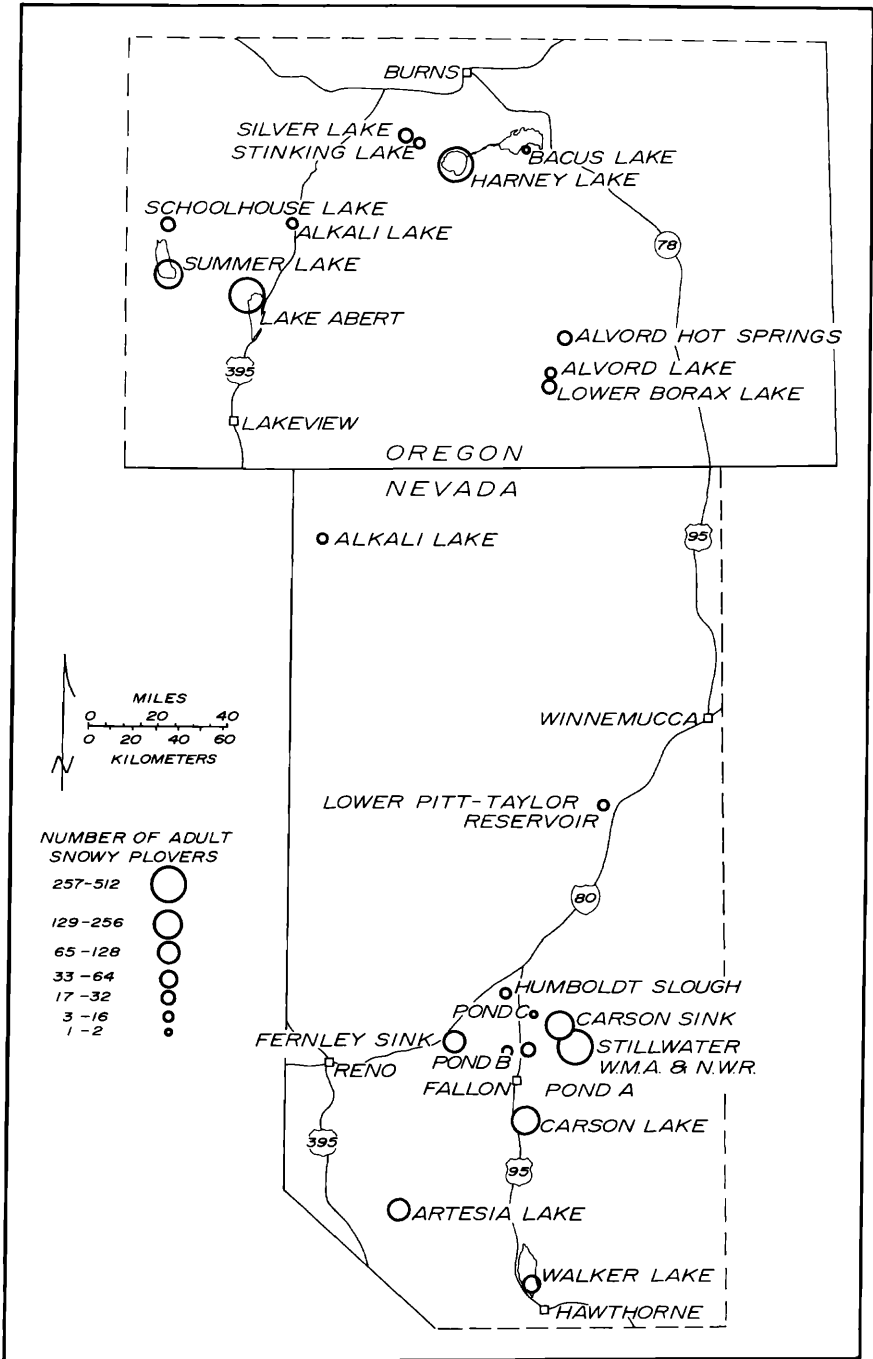 BURNS
SILVER LAKE
STINKING LAKE
BACUS LAKE
HARNEY LAKE
SCHOOLHOUSE LAKE
ALKALI LAKE
78
SUMMER LAKE
LAKE ABERT
ALVORD HOT SPRINGS
395
ALVORD LAKE
LOWER BORAX LAKE
LAKEVIEW
OREGON
NEVADA
ALKALI LAKE
95
N
MILES
0 20 40
0 20 40 60
KILOMETERS
WINNEMUCCA
LOWER PITT-TAYLOR
RESERVOIR
NUMBER OF ADULT
SNOWY PLOVERS
257-512
129-256
65-128
33-64
17-32
3-16
1-2
80
HUMBOLDT SLOUGH
POND C
CARSON SINK
FERNLEY SINK
STILLWATER
W.M.A. & N.W.R.
POND B
RENO
FALLON
POND A
CARSON LAKE
395
95
ARTESIA LAKE
WALKER LAKE
HAWTHORNE